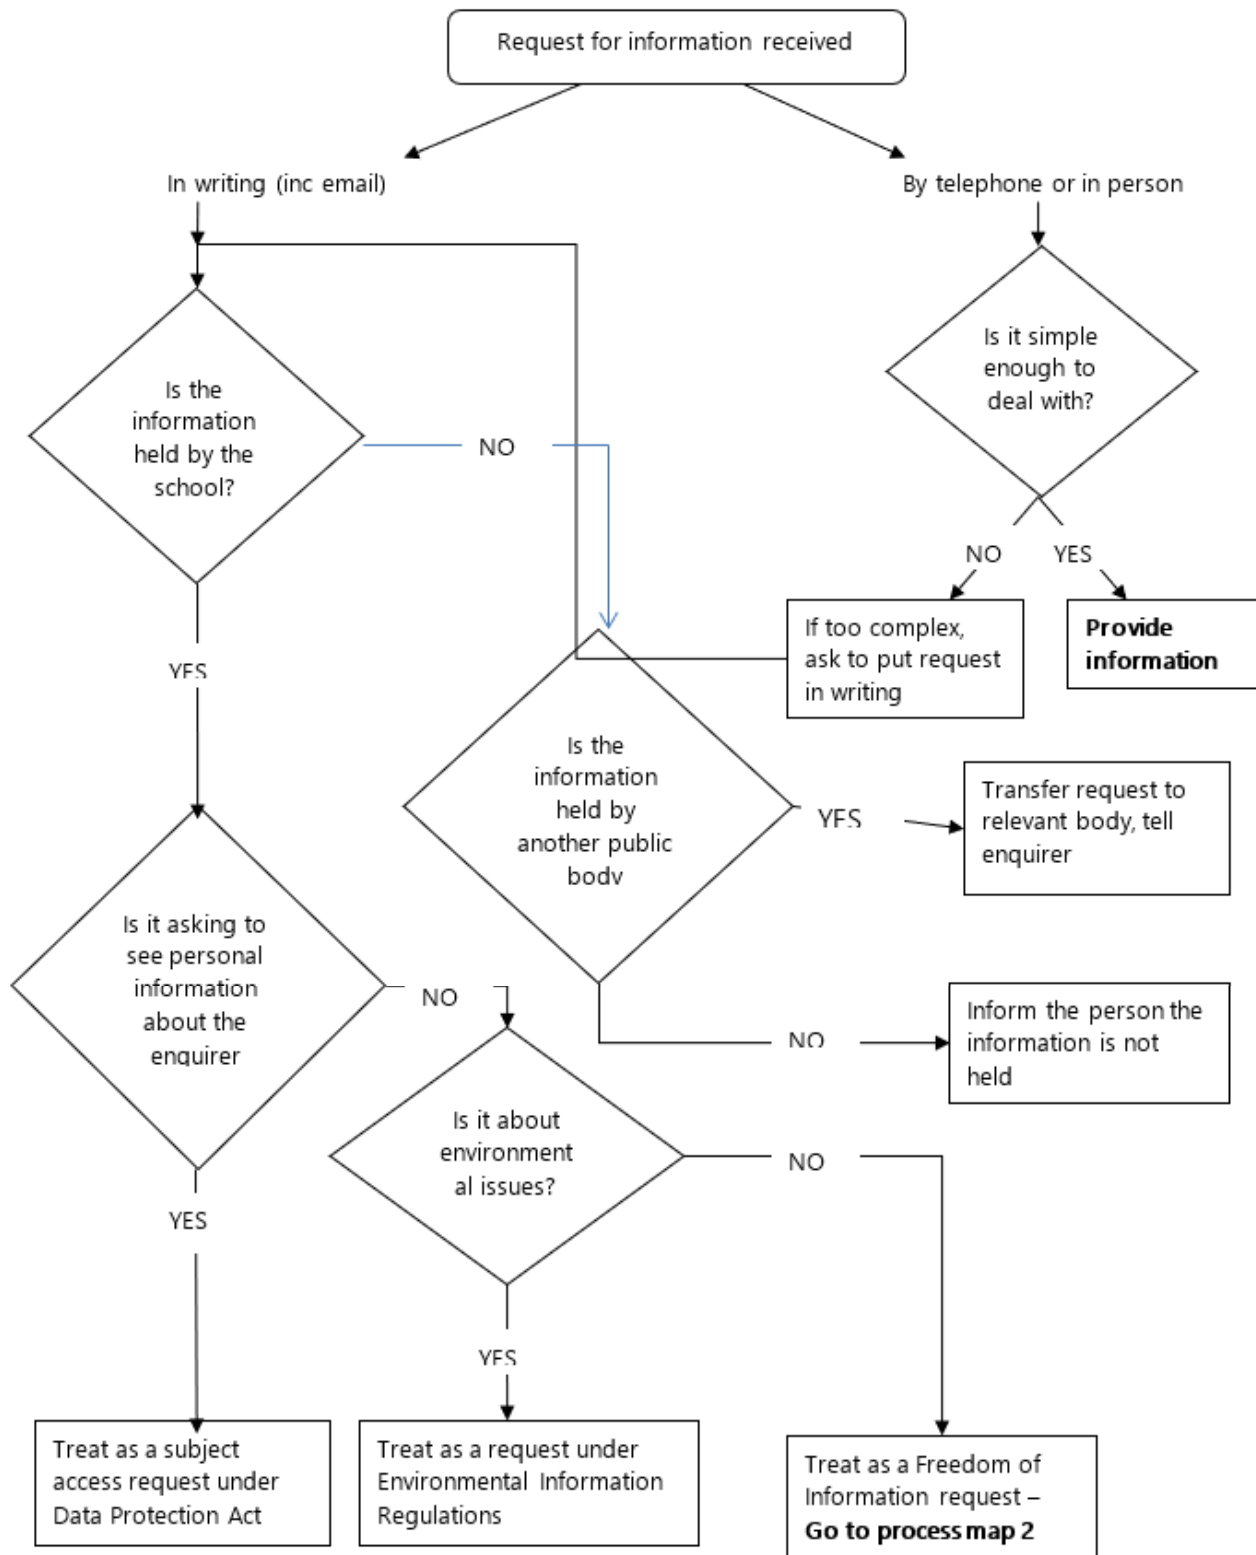 Request for information received
In writing (inc email)
By telephone or in person
Is it simple
enough to
deal with?
Is the
information
held by the
school?
NO
NO
YES
If too complex,
ask to put request
in writing
Provide
information
YES
Is the
information
held by
another public
body
YES
Transfer request to
relevant body, tell
enquirer
Is it asking to
see personal
information
about the
enquirer
NO
Inform the person the
information is not
held
NO
Is it about
environment
al issues?
NO
YES
YES
Treat as a subject
access request under
Data Protection Act
Treat as a request under
Environmental Information
Regulations
Treat as a Freedom of
Information request –
Go to process map 2